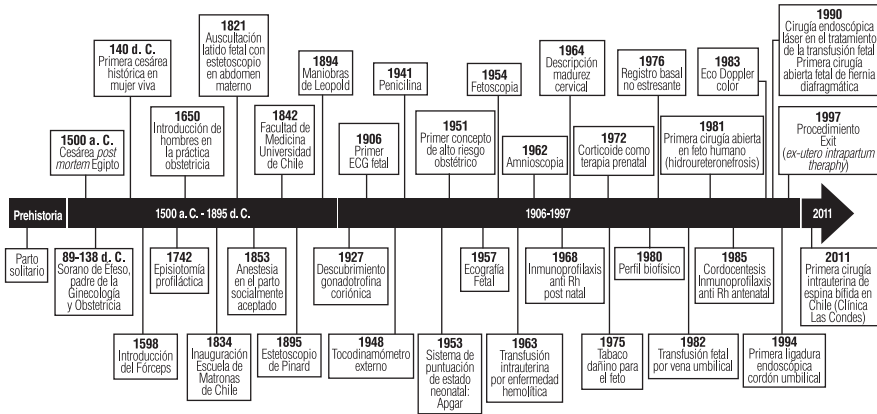 1500 a. C.
Cesárea post
mortem Egipto
140 d. C.
Primera cesárea
histórica en
mujer viva
1650
Introducción de
hombres en
la práctica
obstetricia
1821
Auscultación
latido fetal con
estetoscopio en
abdomen
materno
1842
Facultad de
Medicina
Universidad
de Chile
1894
Maniobras
de Leopold
1906
Primer
ECG fetal
1941
Penicilina
1951
Primer concepto
de alto riesgo
obstétrico
1954
Fetoscopia
1962
Amnioscopia
1964
Descripción
madurez
cervical
1972
Corticoide como
terapia prenatal
1976
Registro basal
no estresante
1981
Primera cirugía abierta
en feto humano
(hidroureteronefrosis)
1983
Eco Doppler
color
1990
Cirugía endoscópica
láser en el tratamiento
de la transfusión fetal
Primera cirugía
abierta fetal de hernia
diafragmática
1997
Procedimiento
Exit
(ex-utero intrapartum
theraphy)
Prehistoria
1500 a. C. - 1895 d. C.
1906-1997
2011
Parto
solitario
89-138 d. C.
Sorano de Efeso,
padre de la
Ginecología
y Obstetricia
1598
Introducción
del Fórceps
1742
Episiotomía
profiláctica
1834
Inauguración
Escuela de
Matronas
de Chile
1853
Anestesia
en el parto
socialmente
aceptado
1895
Estetoscopio
de Pinard
1927
Descubrimiento
gonadotrofina
coriónica
1948
Tocodinamómetro
externo
1953
Sistema de
puntuación
de estado
neonatal:
Apgar
1957
Ecografía
Fetal
1963
Transfusión
intrauterina
por enfermedad
hemolítica
1968
Inmunoprofilaxis
anti Rh
post natal
1975
Tabaco
dañino para
el feto
1980
Perfil biofísico
1982
Transfusión fetal
por vena umbilical
1985
Cordocentesis
Inmunoprofilaxis
anti Rh antenatal
1994
Primera ligadura
endoscópica
cordón umbilical
2011
Primera cirugía
intrauterina de
espina bífida en
Chile (Clínica
Las Condes)